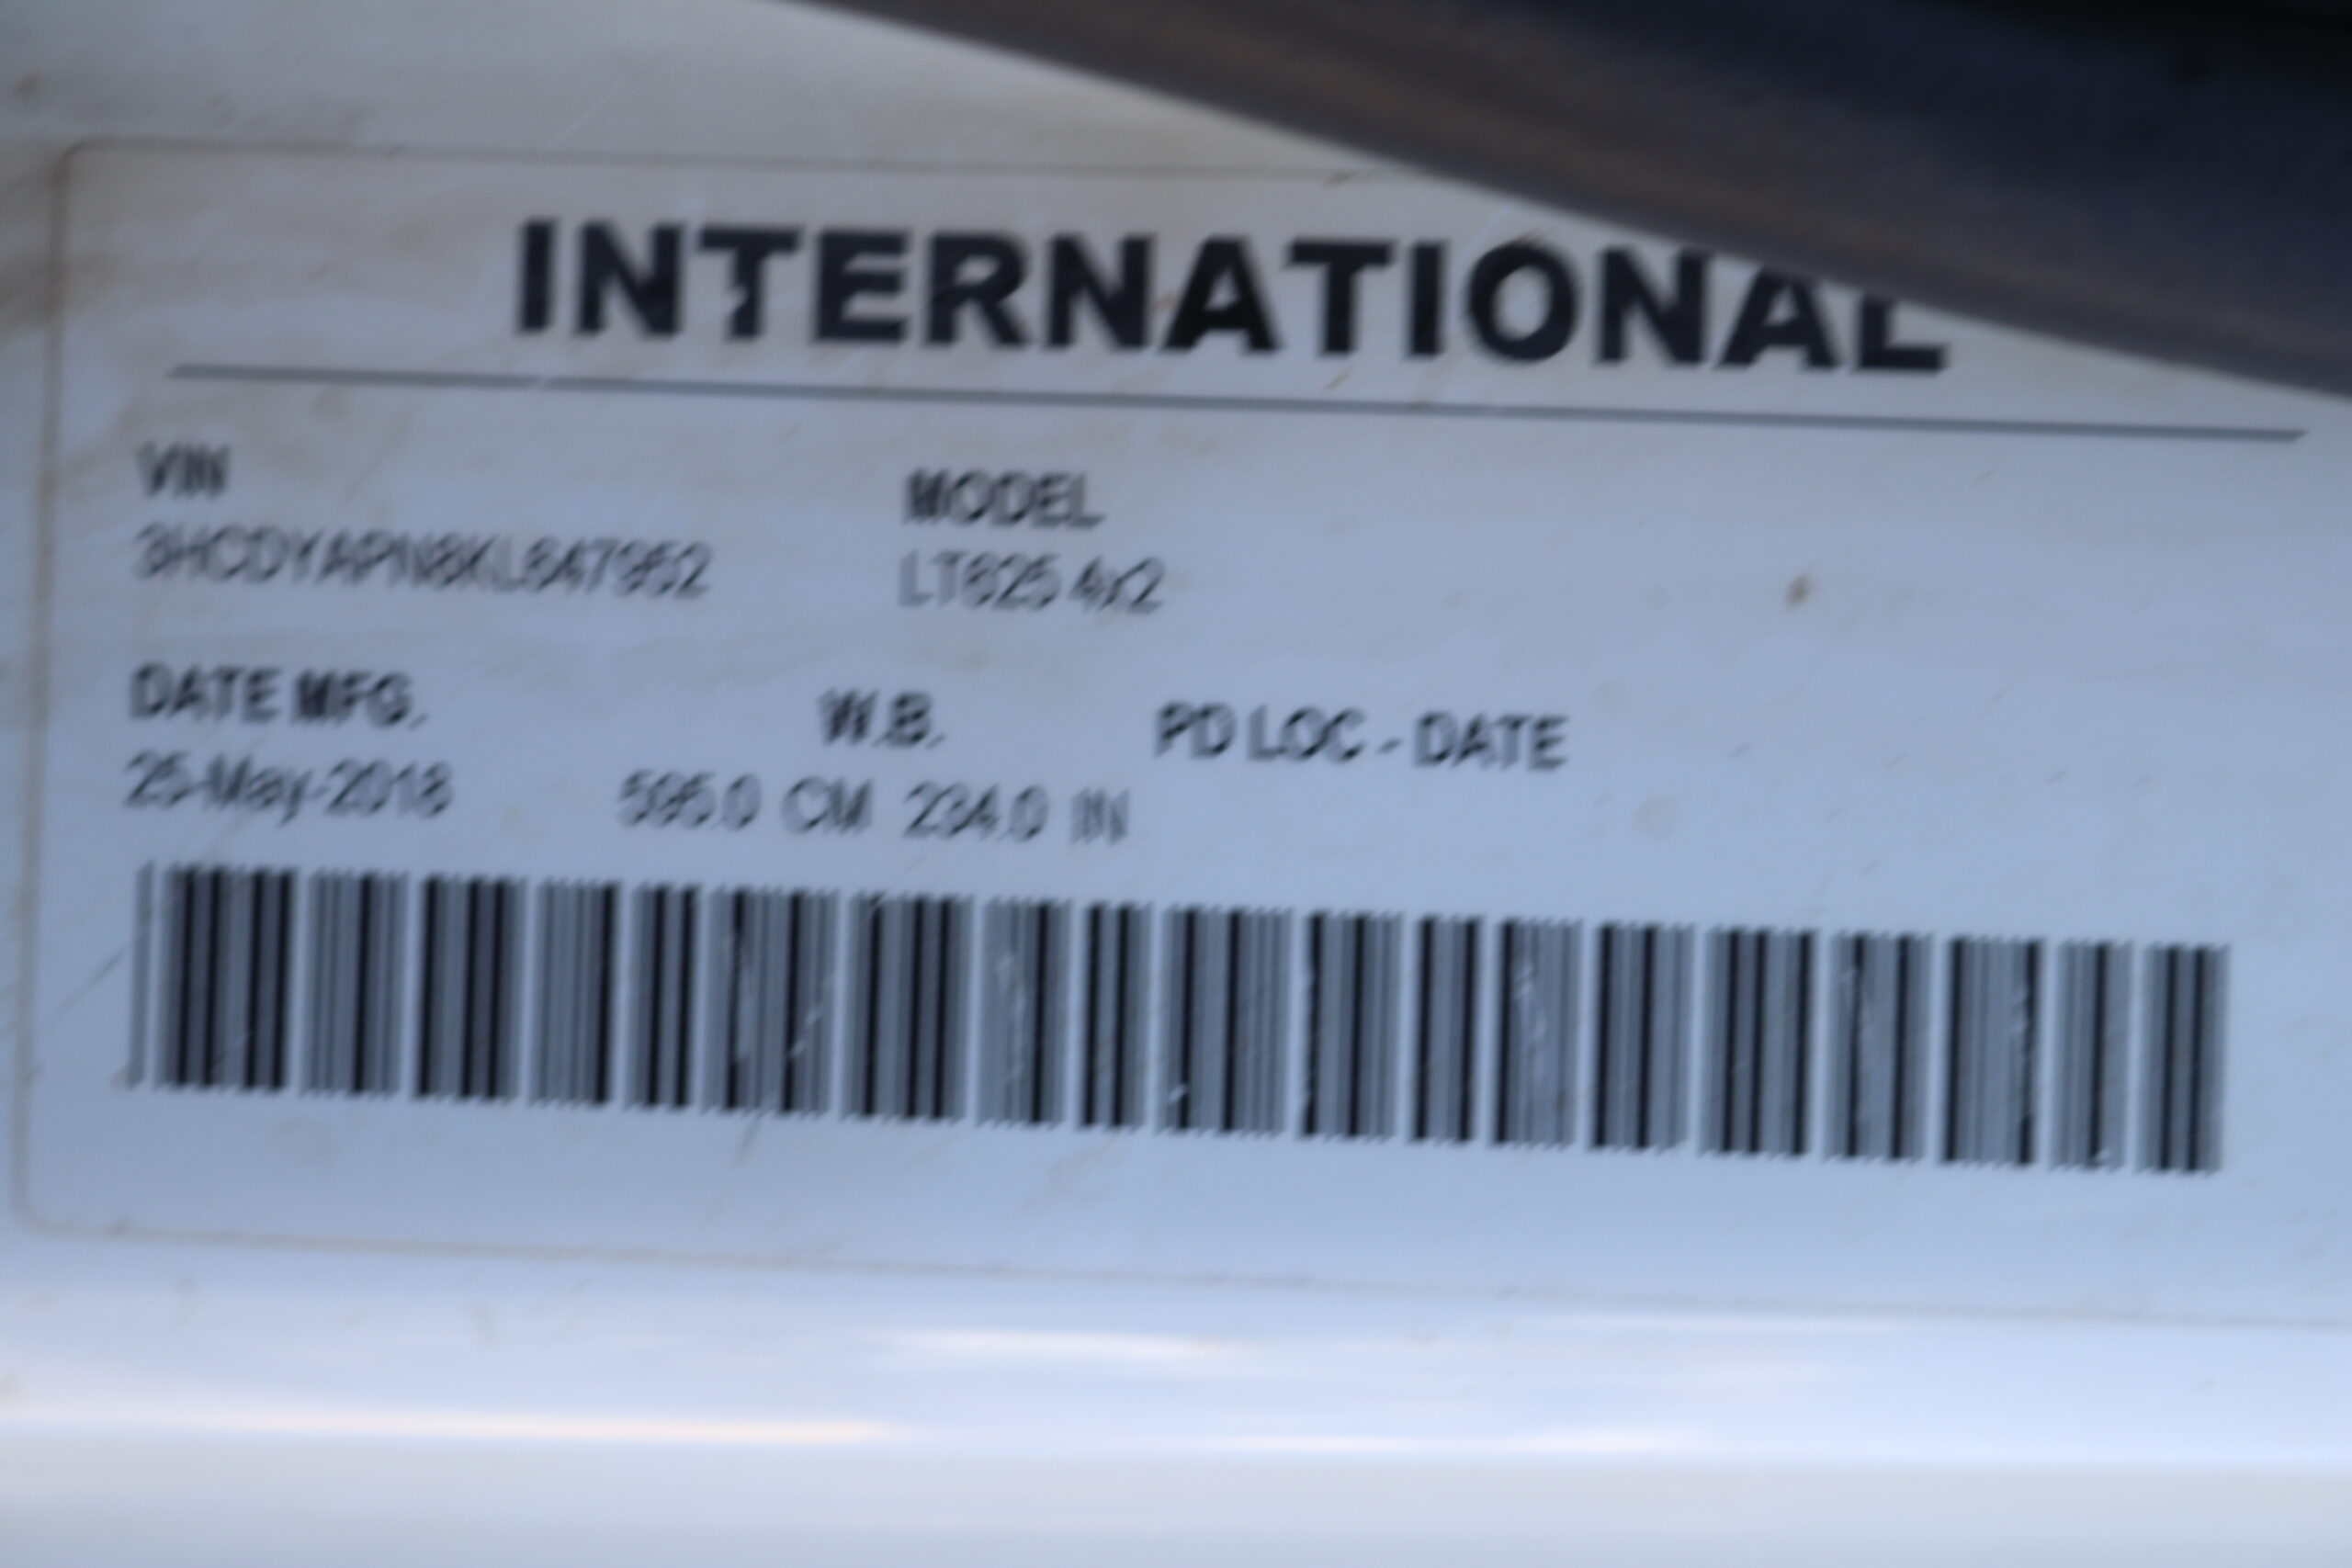 INTERNATIONAL
VIN MODEL
3HCDYAPN8KL647952 LT625 4x2
DATE MFG. W.B. PD LOC - DATE
25-May-2018 595.0 CM 234.0 IN